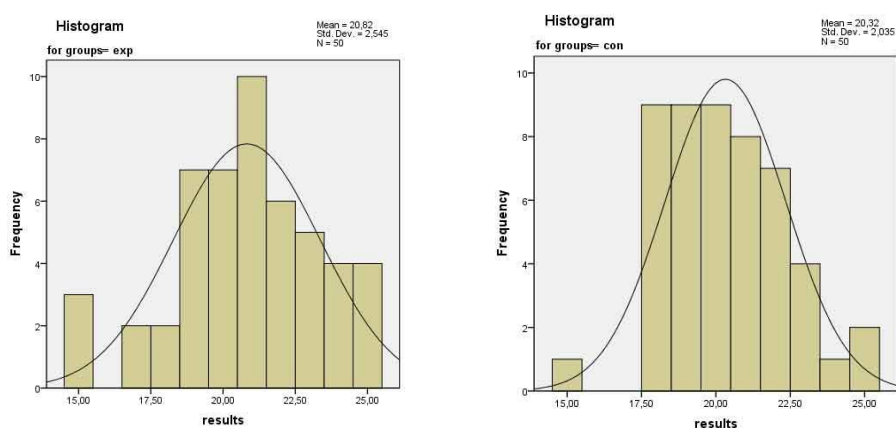 Histogram
for groups= exp
Mean = 20,82
Std. Dev. = 2,545
N = 50
Frequency
10
8
6
4
2
0
15,00 17,50 20,00 22,50 25,00
results
Histogram
for groups= con
Mean = 20,32
Std. Dev. = 2,035
N = 50
Frequency
10
8
6
4
2
0
15,00 17,50 20,00 22,50 25,00
results